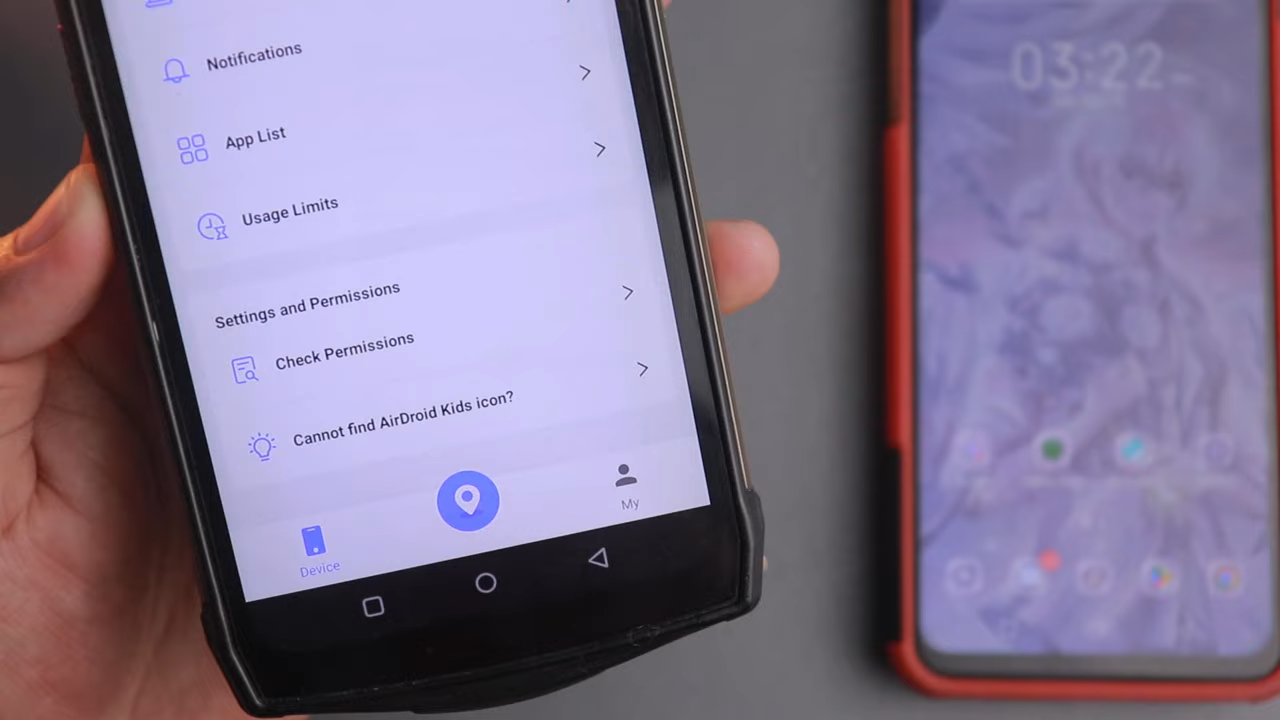 Notifications
App List
Usage Limits
Settings and Permissions
Check Permissions
Cannot find AirDroid Kids icon?
Device
My
03:22